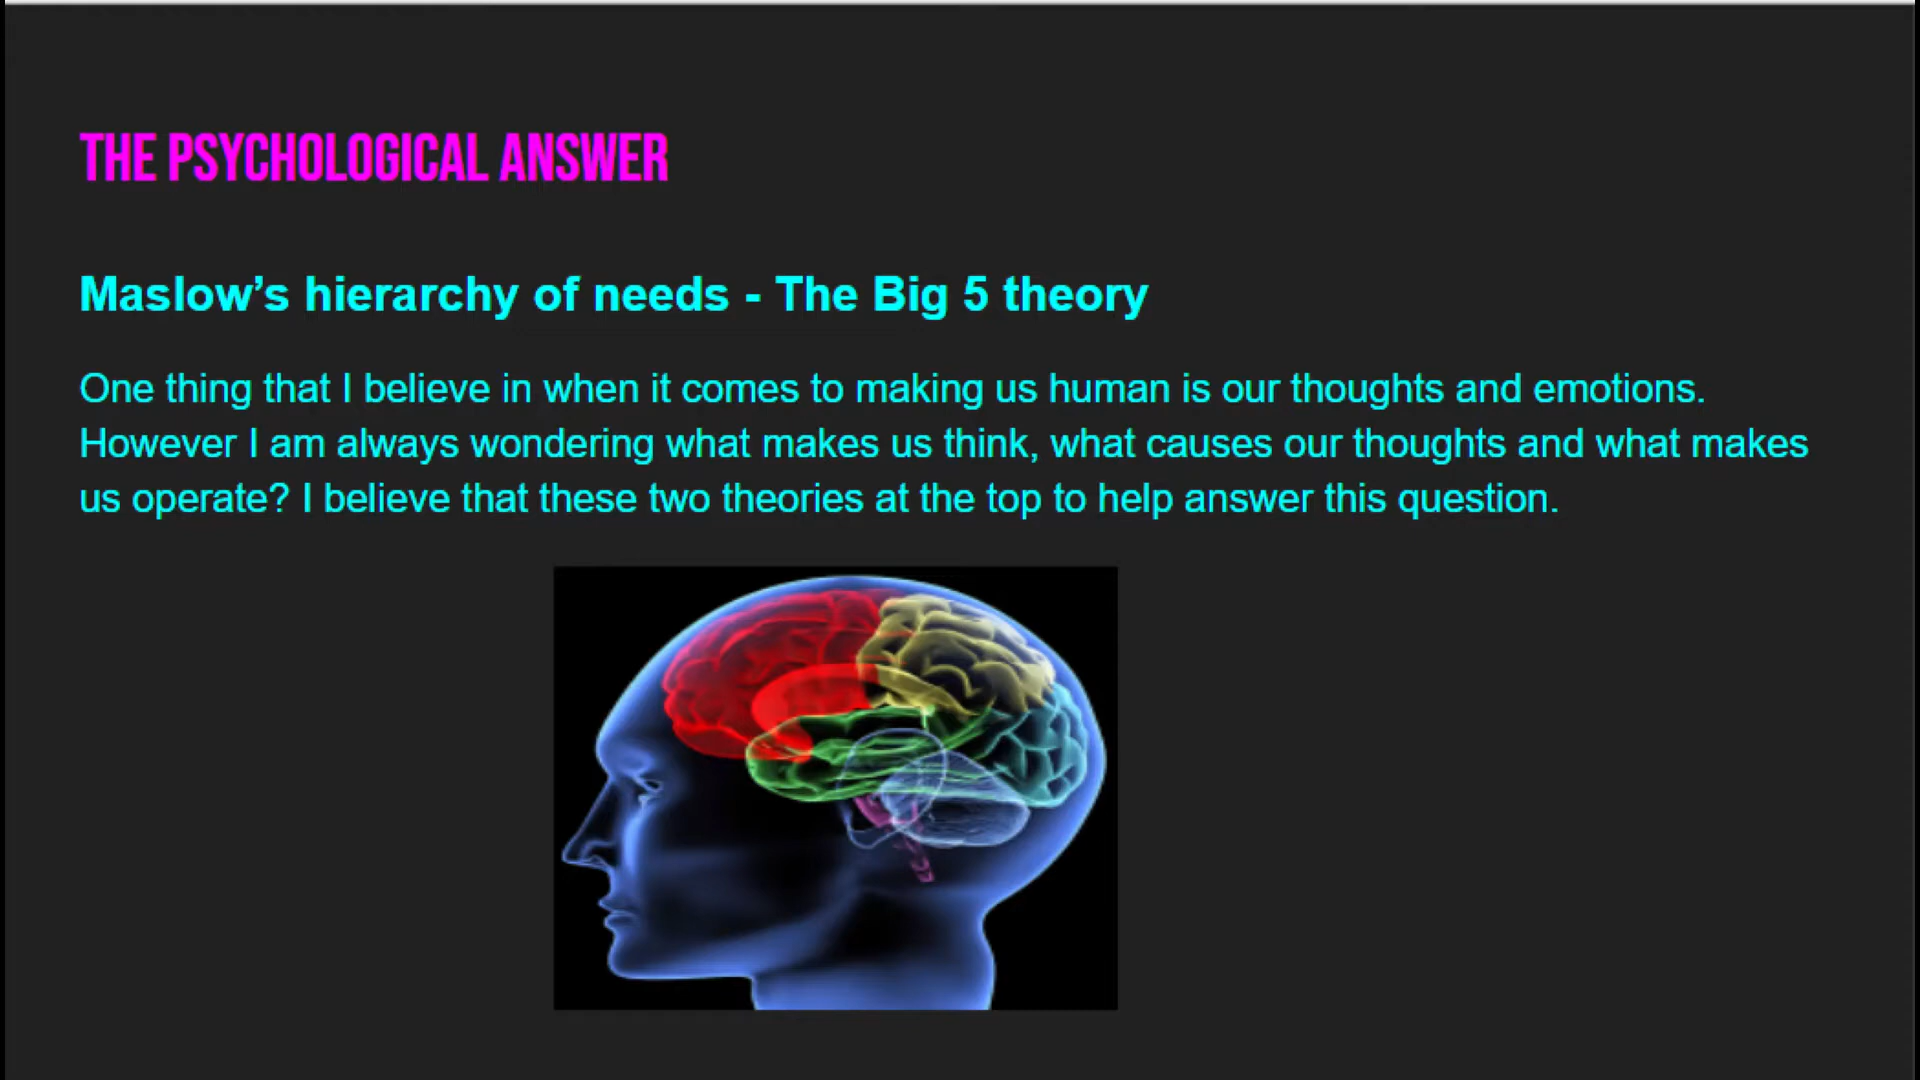 THE PSYCHOLOGICAL ANSWER
Maslow’s hierarchy of needs - The Big 5 theory
One thing that I believe in when it comes to making us human is our thoughts and emotions.
However I am always wondering what makes us think, what causes our thoughts and what makes
us operate? I believe that these two theories at the top to help answer this question.